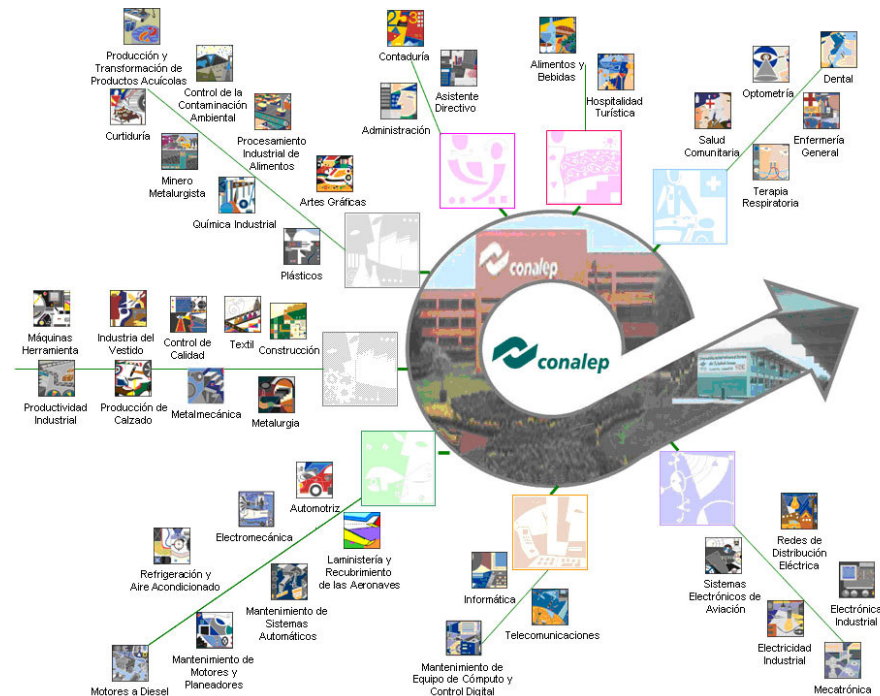 Producción y
Transformación de
Productos Acuícolas
Control de la
Contaminación
Ambiental
Curtiduría
Procesamiento
Industrial de
Alimentos
Minero
Metalurgista
Química Industrial
Artes Gráficas
Plásticos
Contaduría
Asistente
Directivo
Administración
Alimentos y
Bebidas
Hospitalidad
Turística
Optometría
Dental
Salud
Comunitaria
Enfermería
General
Terapia
Respiratoria
conalep
conalep
Máquinas
Herramienta
Industria del
Vestido
Control de
Calidad
Textil
Construcción
Productividad
Industrial
Producción de
Calzado
Metalmecánica
Metalurgia
Automotriz
Electromecánica
Laministería y
Recubrimiento
de las Aeronaves
Refrigeración y
Aire Acondicionado
Mantenimiento de
Sistemas
Automáticos
Mantenimiento de
Motores y
Planeadores
Motores a Diesel
Informática
Telecomunicaciones
Mantenimiento de
Equipo de Cómputo y
Control Digital
Redes de
Distribución
Eléctrica
Sistemas
Electrónicos de
Aviación
Electrónica
Industrial
Electricidad
Industrial
Mecatrónica